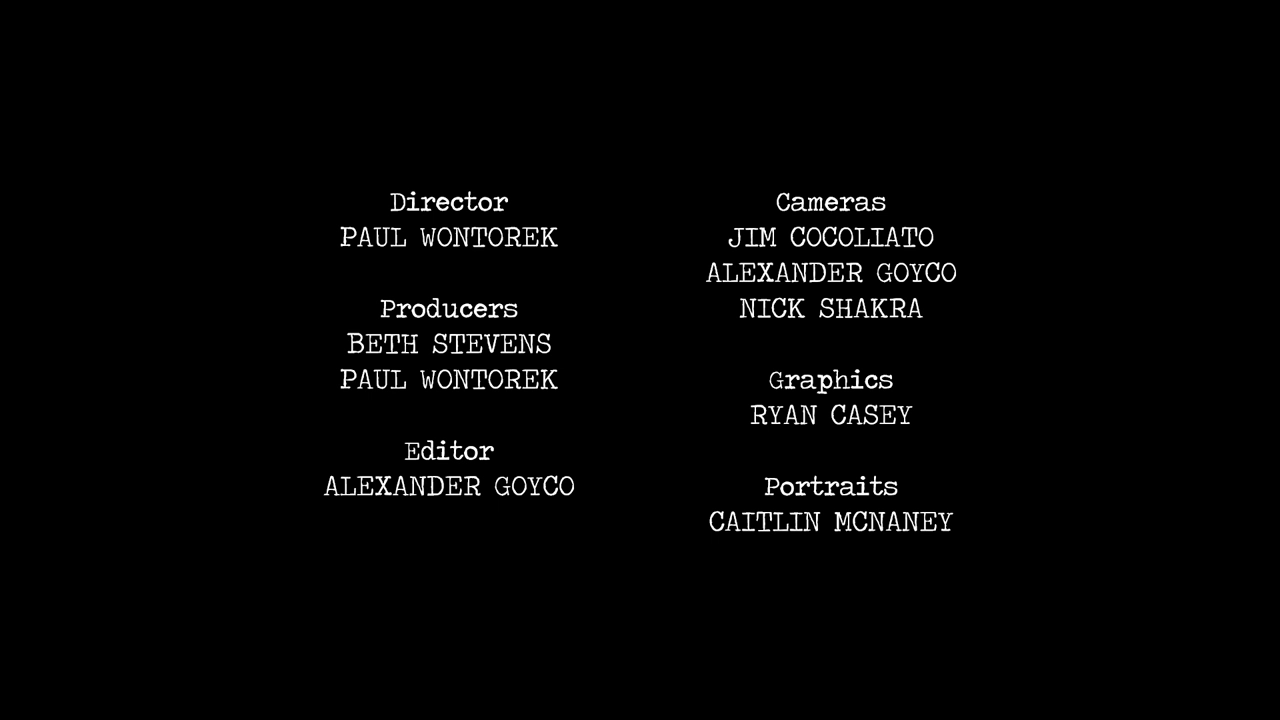 Director
PAUL WONTOREK
Producers
BETH STEVENS
PAUL WONTOREK
Editor
ALEXANDER GOYCO
Cameras
JIM COCOLIATO
ALEXANDER GOYCO
NICK SHAKRA
Graphics
RYAN CASEY
Portraits
CAITLIN MCNANEY